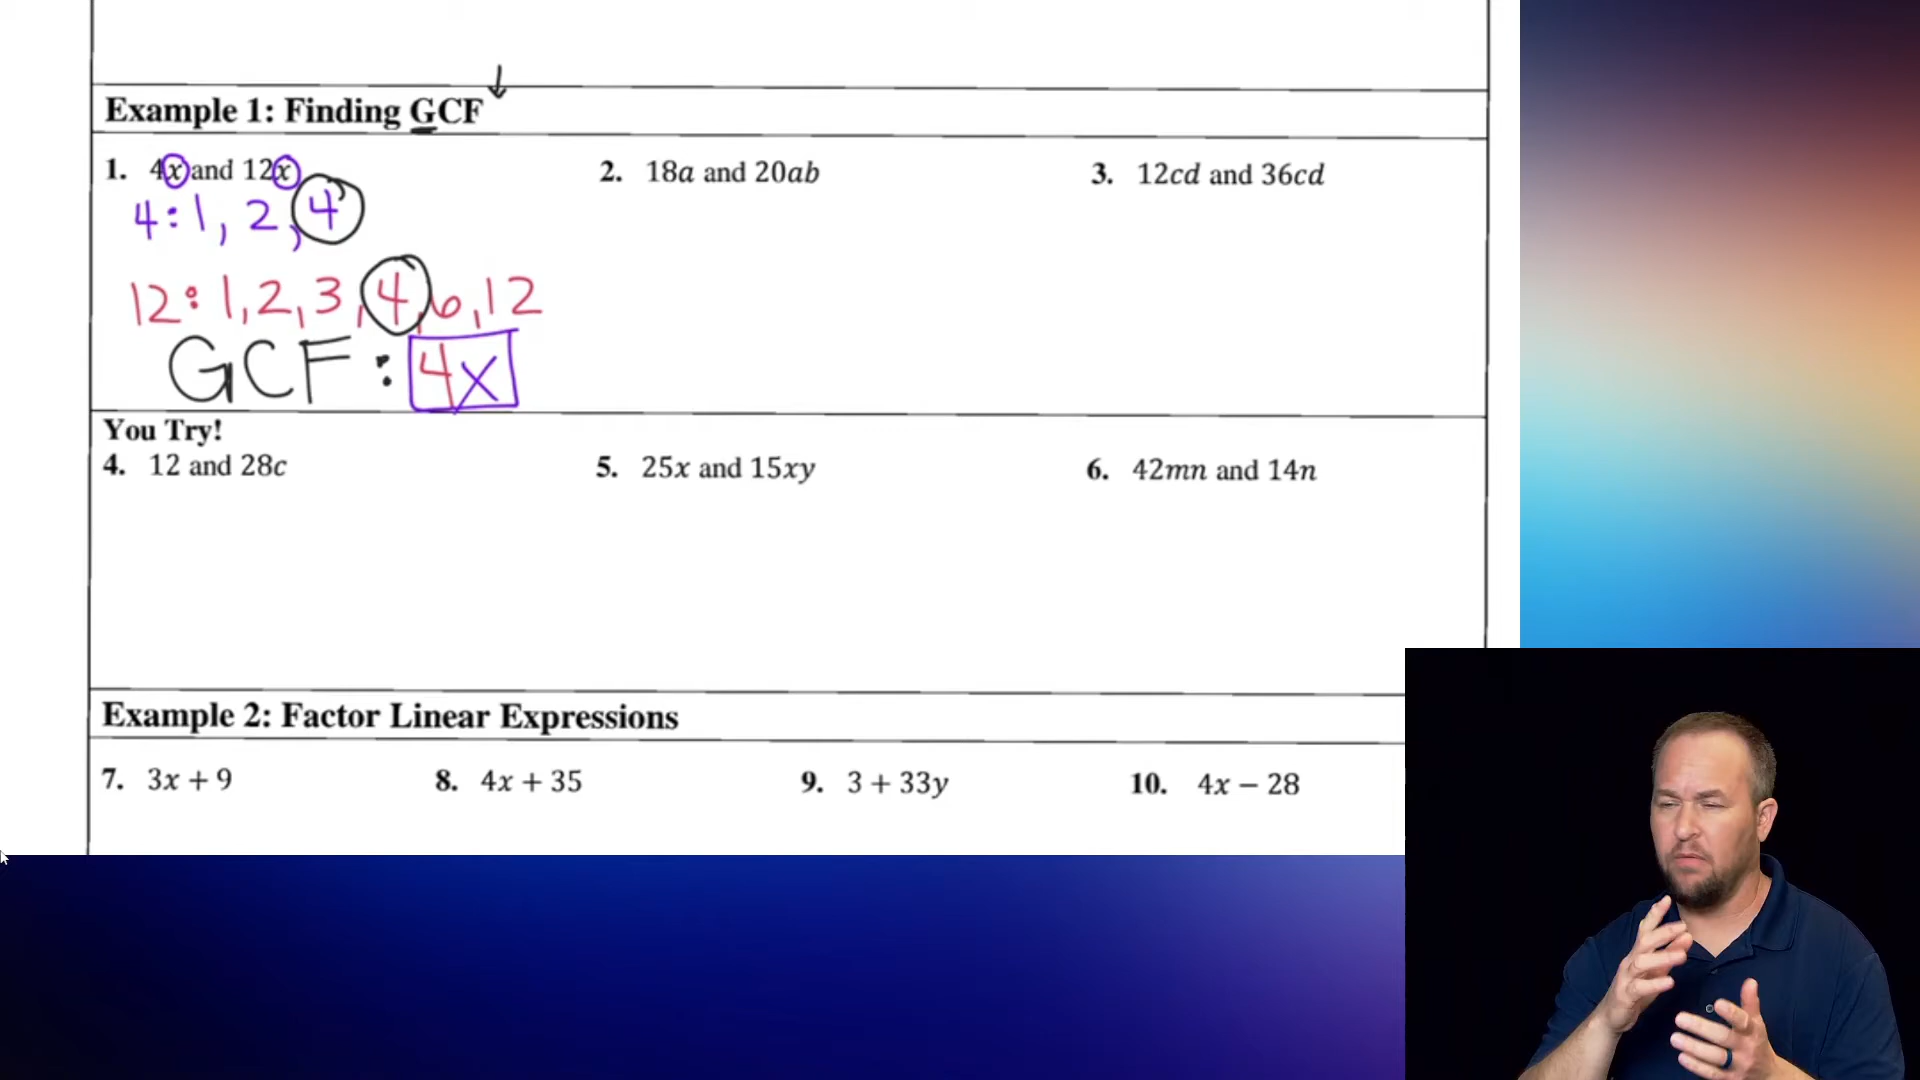 Example 1: Finding GCF
1. 4x and 12x
2. 18a and 20ab
3. 12cd and 36cd
4: 1, 2, 4
12: 1, 2, 3, 4, 6, 12
GCF: 4x
You Try!
4. 12 and 28c
5. 25x and 15xy
6. 42mn and 14n
Example 2: Factor Linear Expressions
7. 3x + 9
8. 4x + 35
9. 3 + 33y
10. 4x − 28